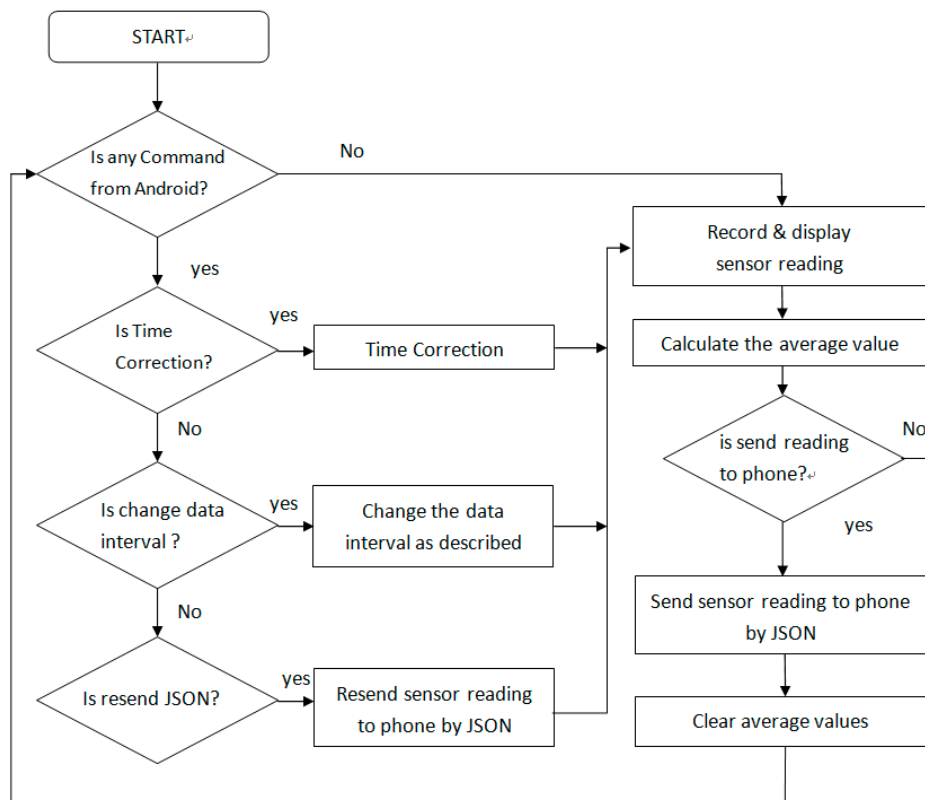 START
Is any Command
from Android?
No
yes
Is Time
Correction?
yes
Time Correction
No
Is change data
interval ?
yes
Change the data
interval as described
No
Is resend JSON?
yes
Resend sensor reading
to phone by JSON
Record & display
sensor reading
Calculate the average value
is send reading
to phone?
No
yes
Send sensor reading to phone
by JSON
Clear average values